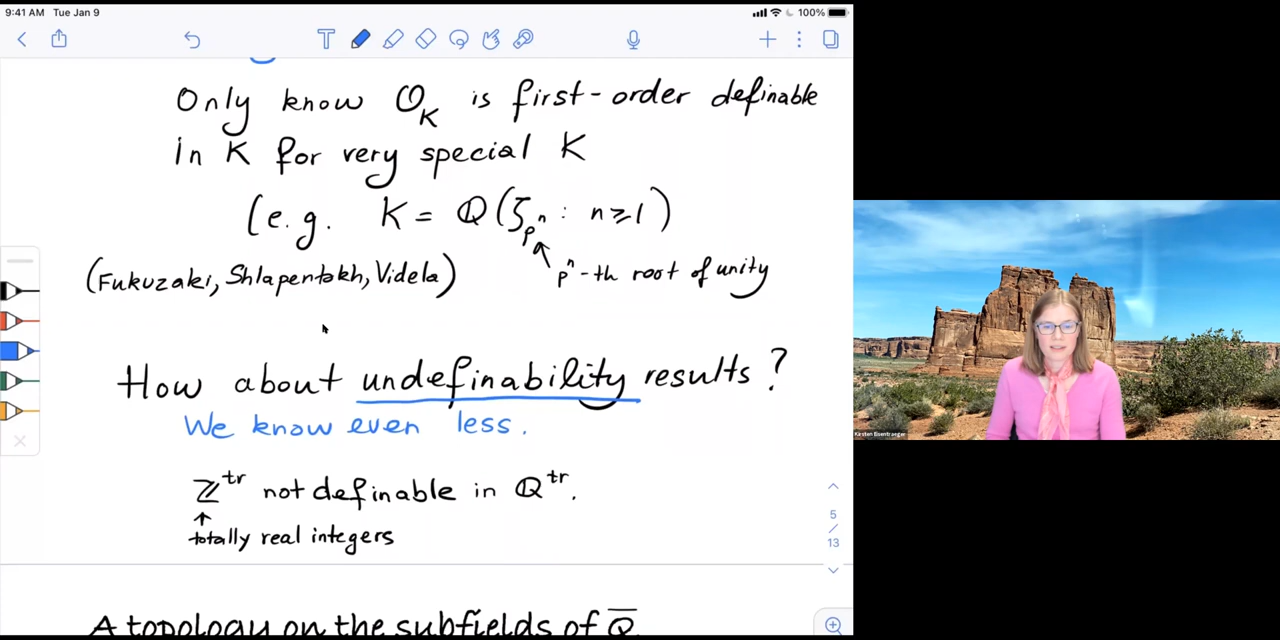 9:41 AM Tue Jan 9
100%
Only know O_K is first-order definable
in K for very special K
(e.g. K = ℚ(ζ_{p^n} : n ≥ 1)
p^n-th root of unity
(Fukuzaki, Shlapentokh, Videla)
How about undefinability results?
We know even less.
ℤ^tr not definable in ℚ^tr.
↑
totally real integers
A topology on the subfields of ℚ̅
5
/
13
Kirsten Eisentraeger